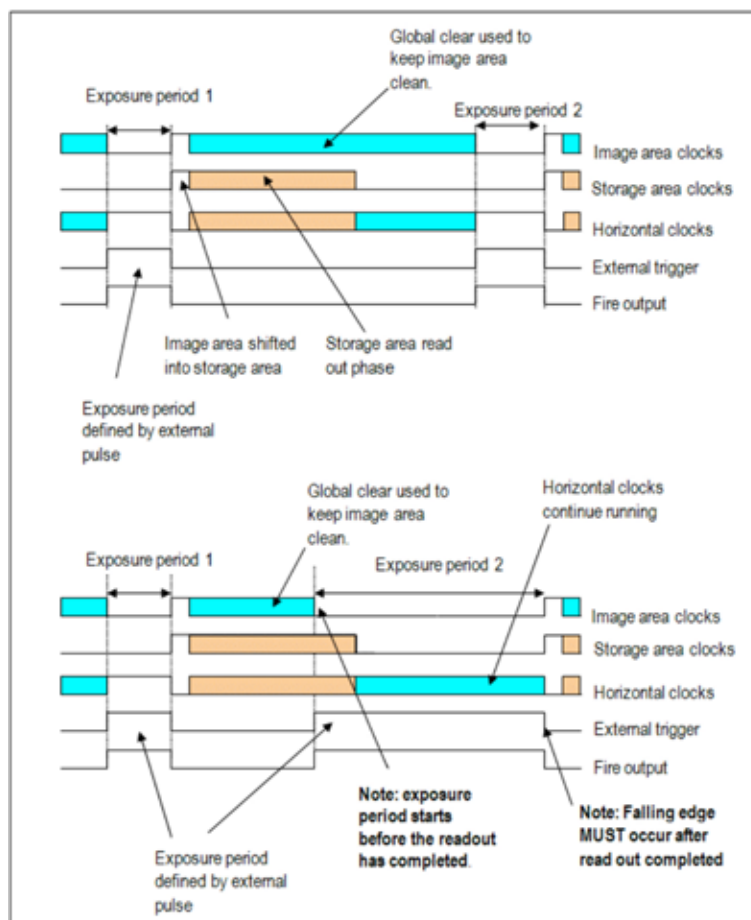 Global clear used to
keep image area
clean.
Exposure period 1
Exposure period 2
Image area clocks
Storage area clocks
Horizontal clocks
External trigger
Fire output
Image area shifted
into storage area
Storage area read
out phase
Exposure period
defined by external
pulse
Global clear used to
keep image area
clean.
Horizontal clocks
continue running
Exposure period 1
Exposure period 2
Image area clocks
Storage area clocks
Horizontal clocks
External trigger
Fire output
Note: exposure
period starts
before the readout
has completed.
Note: Falling edge
MUST occur after
read out completed
Exposure period
defined by external
pulse